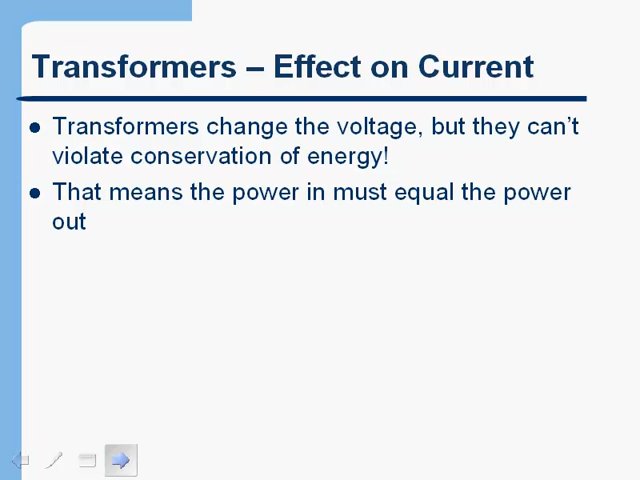 Transformers – Effect on Current
● Transformers change the voltage, but they can't
violate conservation of energy!
● That means the power in must equal the power
out